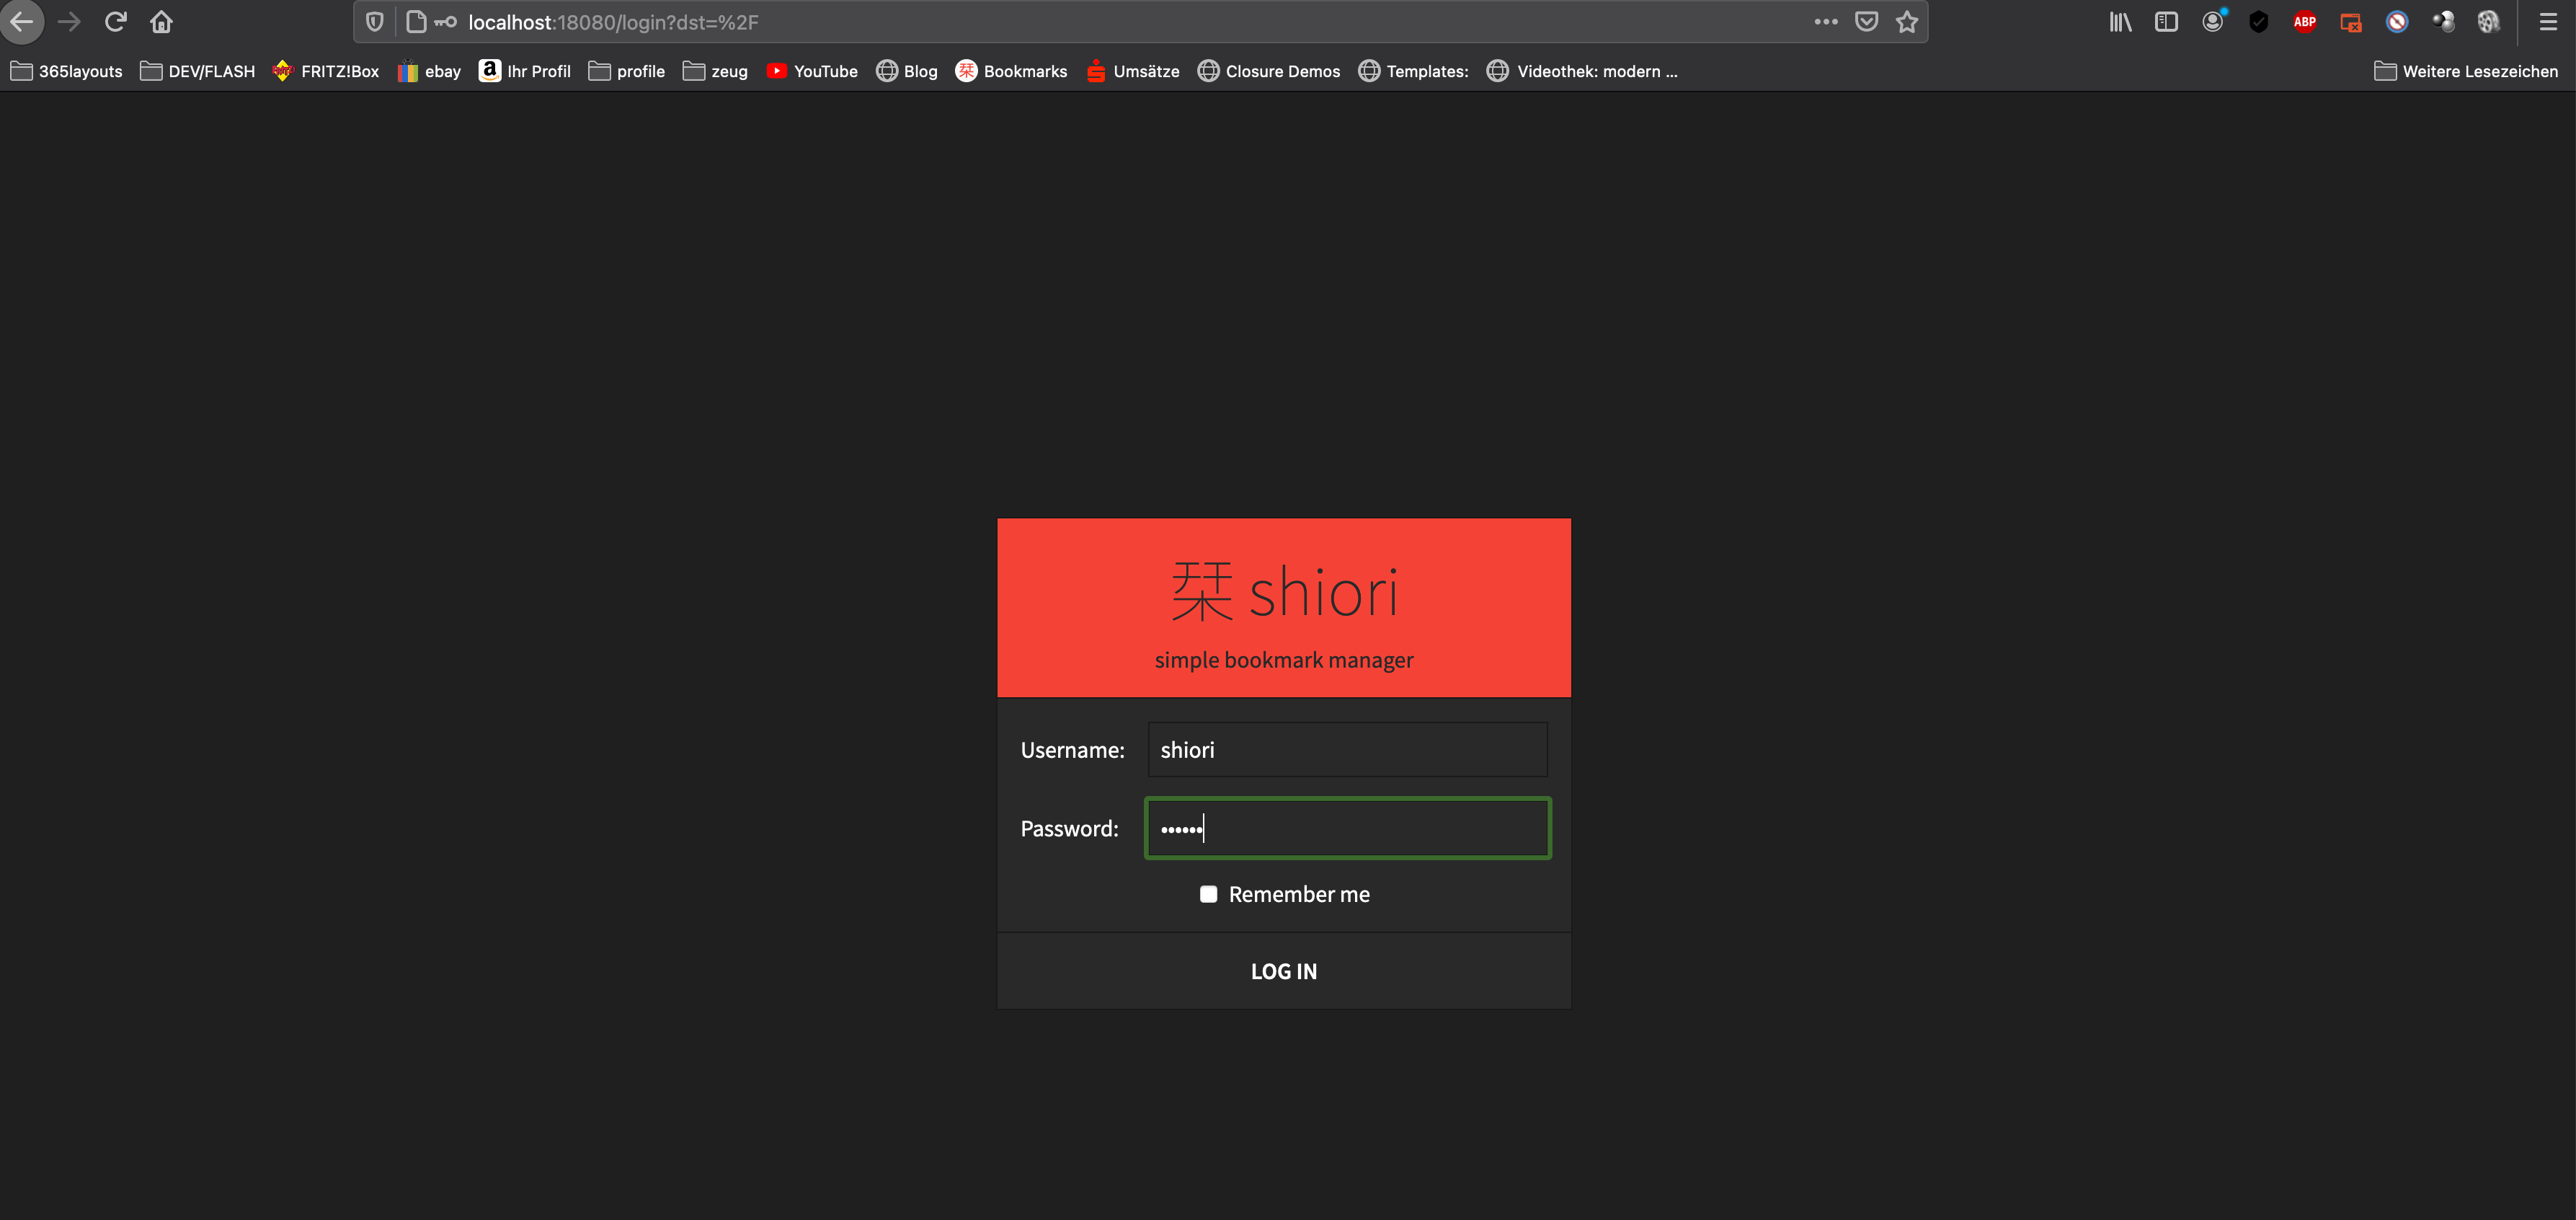 localhost:18080/login?dst=%2F
ABP
365layouts DEV/FLASH FRITZ!Box ebay Ihr Profil profile zeug YouTube Blog Bookmarks Umsätze Closure Demos Templates: Videothek: modern ... Weitere Lesezeichen
栞 shiori
simple bookmark manager
Username: shiori
Password: ••••••
Remember me
LOG IN